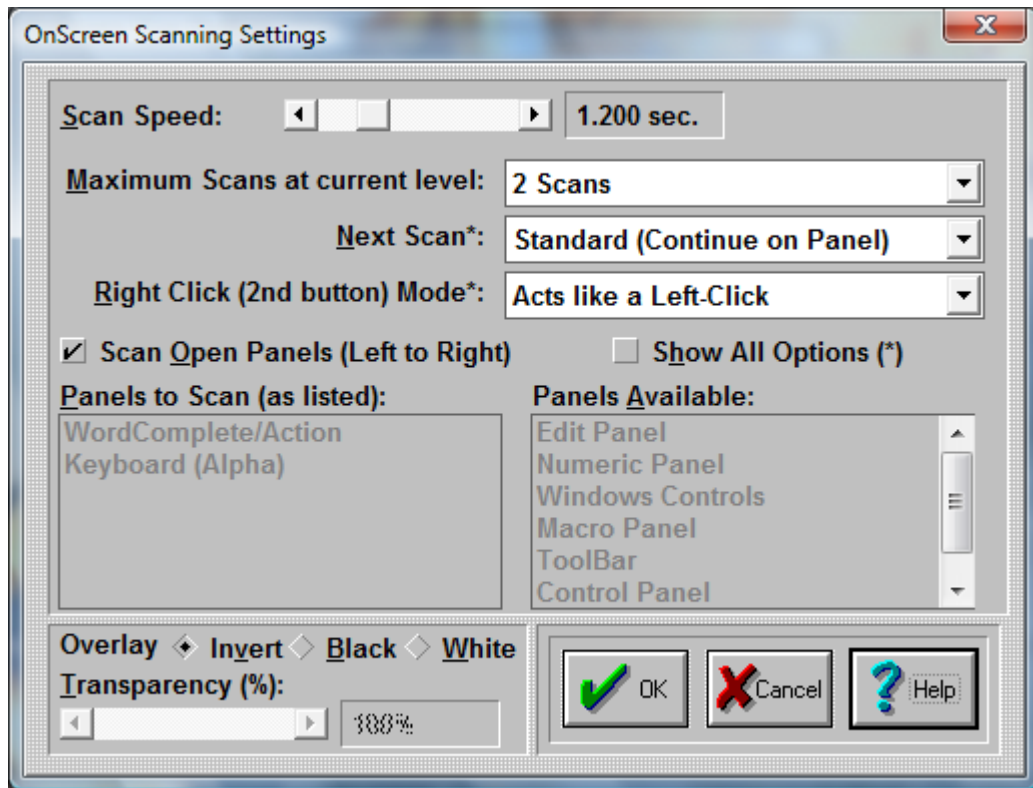 OnScreen Scanning Settings
Scan Speed: 1.200 sec.
Maximum Scans at current level: 2 Scans
Next Scan*: Standard (Continue on Panel)
Right Click (2nd button) Mode*: Acts like a Left-Click
Scan Open Panels (Left to Right) Show All Options (*)
Panels to Scan (as listed): Panels Available:
WordComplete/Action Edit Panel
Keyboard (Alpha) Numeric Panel
Windows Controls
Macro Panel
ToolBar
Control Panel
Overlay Invert Black White
Transparency (%):
100%
OK Cancel Help